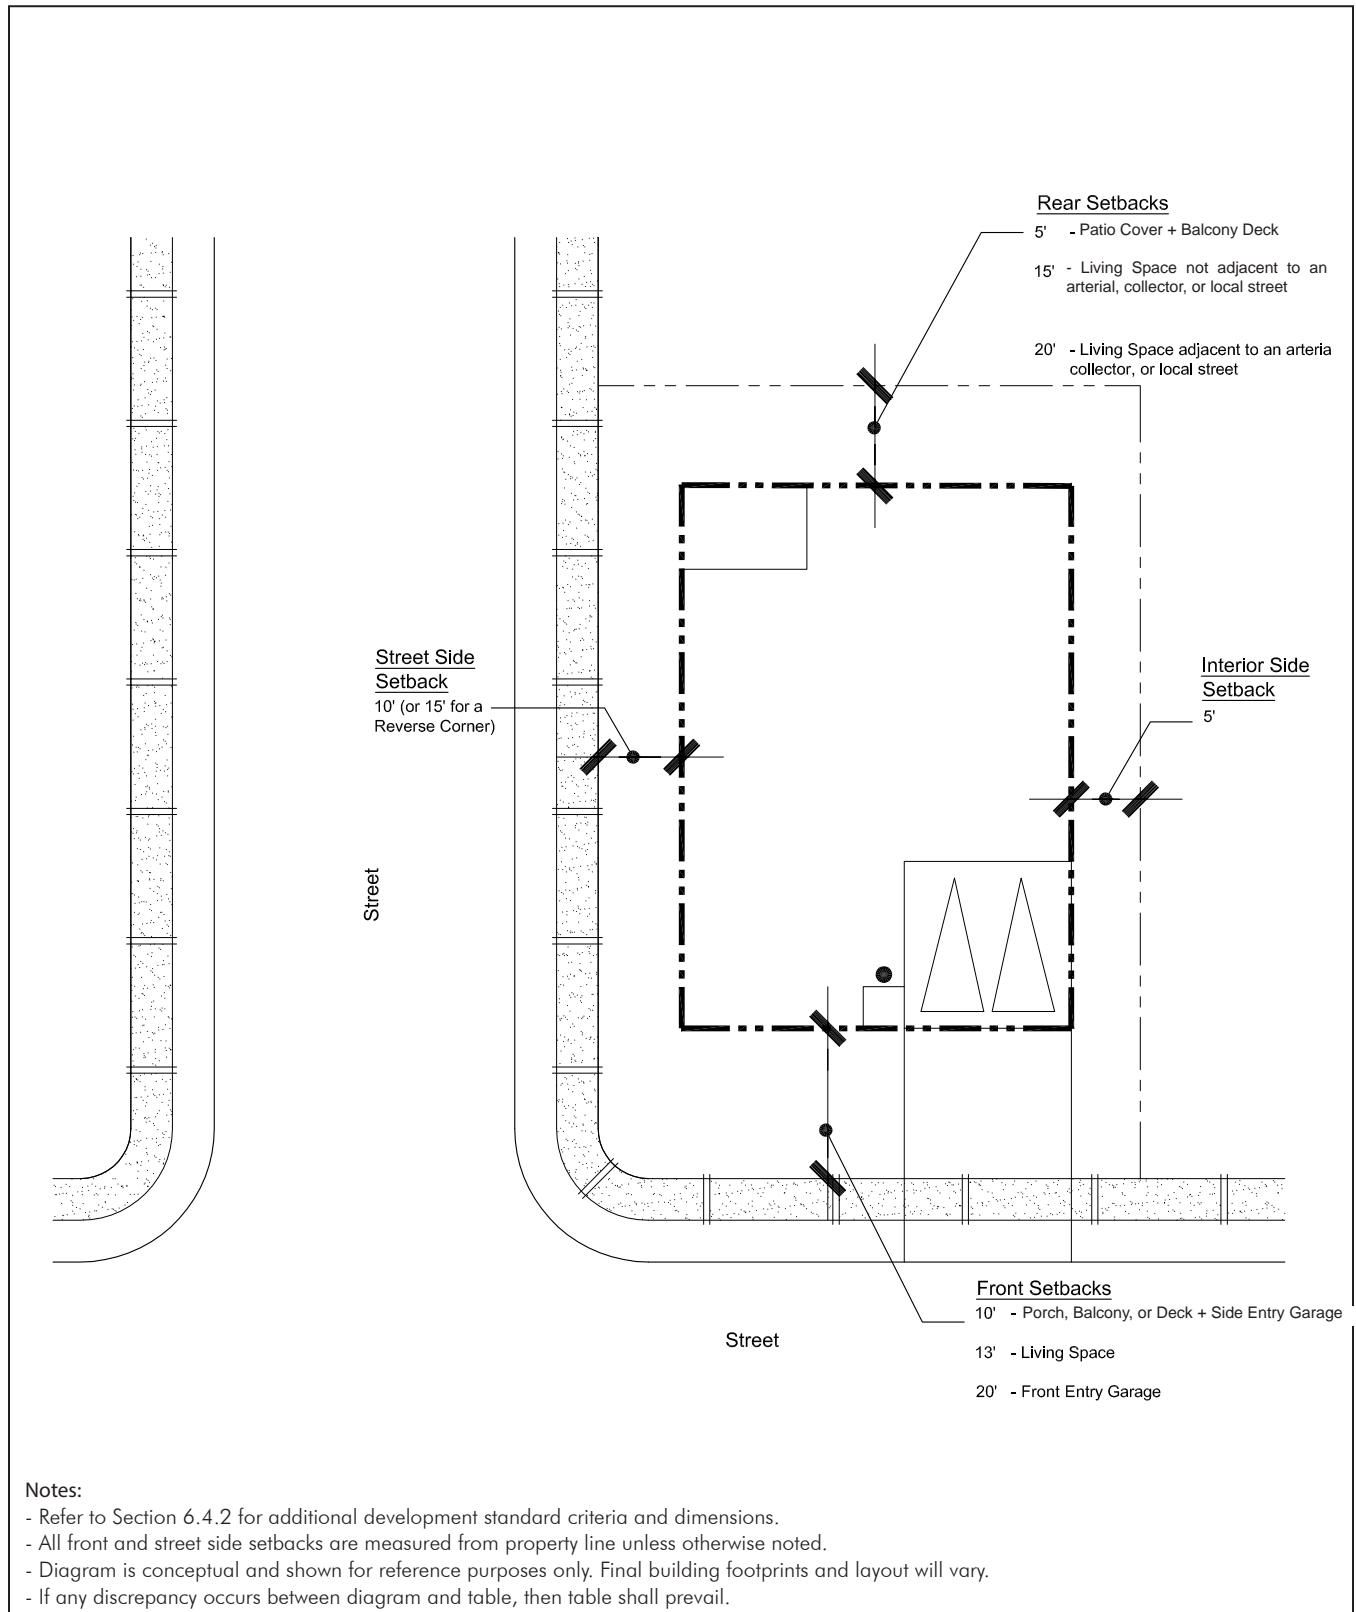 Rear Setbacks
5' - Patio Cover + Balcony Deck
15' - Living Space not adjacent to an
arterial, collector, or local street
20' - Living Space adjacent to an arteria
collector, or local street
Street Side
Setback
10' (or 15' for a
Reverse Corner)
Interior Side
Setback
5'
Street
Front Setbacks
10' - Porch, Balcony, or Deck + Side Entry Garage
13' - Living Space
20' - Front Entry Garage
Street
Notes:
- Refer to Section 6.4.2 for additional development standard criteria and dimensions.
- All front and street side setbacks are measured from property line unless otherwise noted.
- Diagram is conceptual and shown for reference purposes only. Final building footprints and layout will vary.
- If any discrepancy occurs between diagram and table, then table shall prevail.